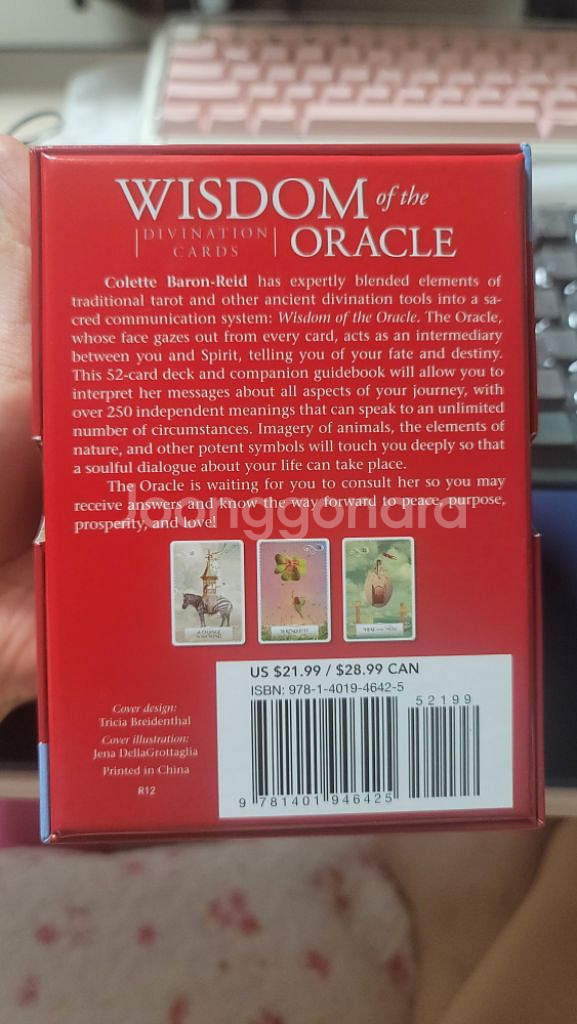 WISDOM of the
DIVINATION
CARDS
ORACLE
Colette Baron-Reid has expertly blended elements of
traditional tarot and other ancient divination tools into a sa-
cred communication system: Wisdom of the Oracle. The Oracle,
whose face gazes out from every card, acts as an intermediary
between you and Spirit, telling you of your fate and destiny.
This 52-card deck and companion guidebook will allow you to
interpret her messages about all aspects of your journey, with
over 250 independent meanings that can speak to an unlimited
number of circumstances. Imagery of animals, the elements of
nature, and other potent symbols will touch you deeply so that
a soulful dialogue about your life can take place.
The Oracle is waiting for you to consult her so you may
receive answers and know the way forward to peace, purpose,
prosperity, and love!
Joonggonara
US $21.99 / $28.99 CAN
ISBN: 978-1-4019-4642-5
52199
9 781401 946425
Cover design:
Tricia Breidenthal
Cover illustration:
Jena DellaGrottaglia
Printed in China
R12